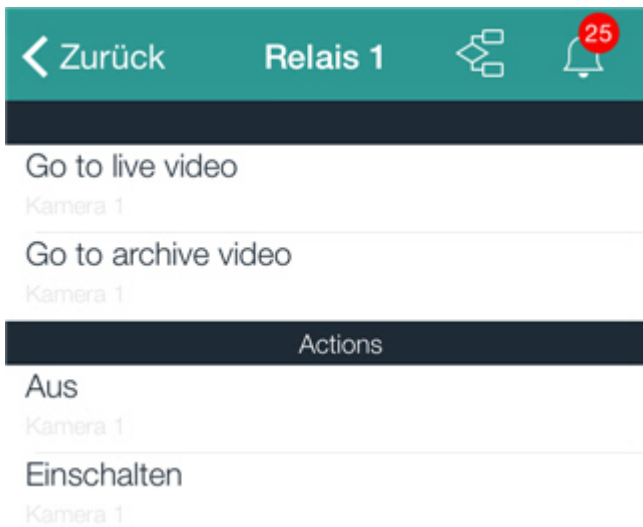 Zurück Relais 1 25
Go to live video
Kamera 1
Go to archive video
Kamera 1
Actions
Aus
Kamera 1
Einschalten
Kamera 1